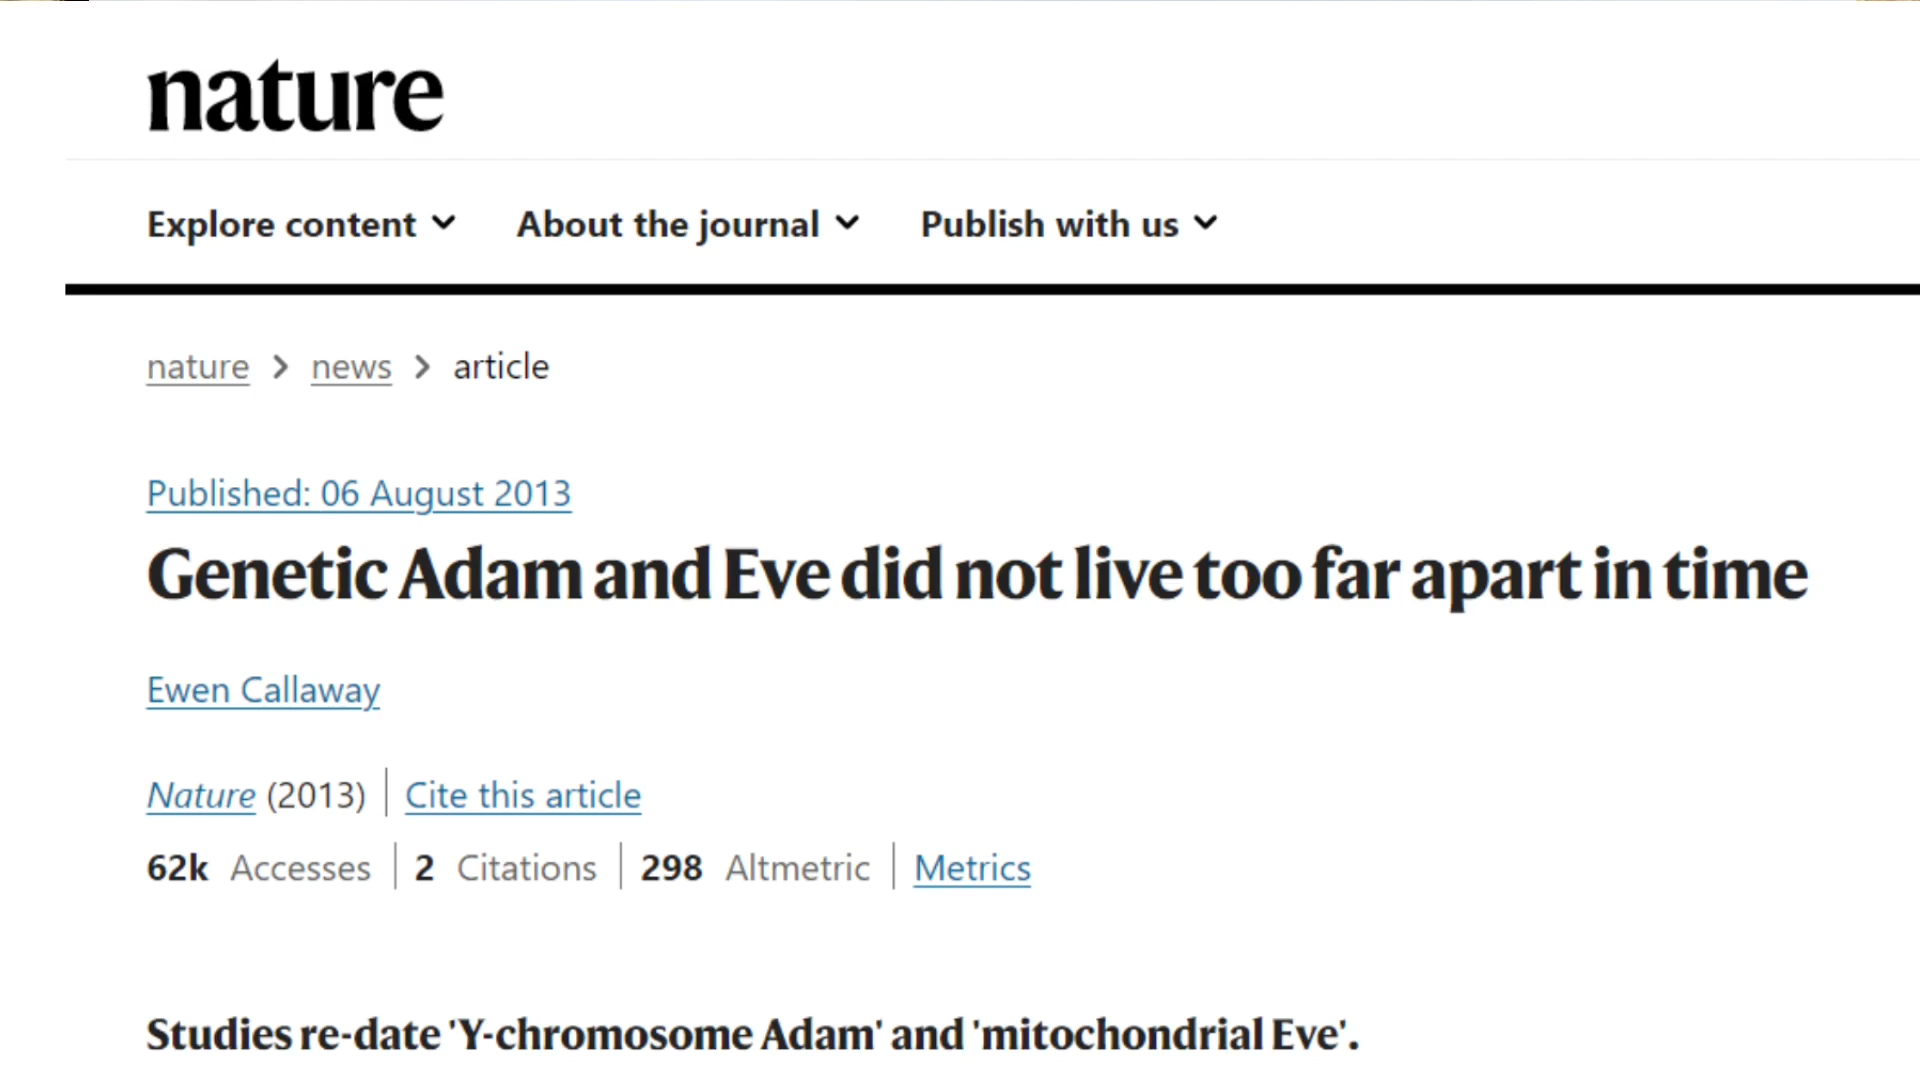 nature
Explore content About the journal Publish with us
nature > news > article
Published: 06 August 2013
Genetic Adam and Eve did not live too far apart in time
Ewen Callaway
Nature (2013) | Cite this article
62k Accesses | 2 Citations | 298 Altmetric | Metrics
Studies re-date 'Y-chromosome Adam' and 'mitochondrial Eve'.